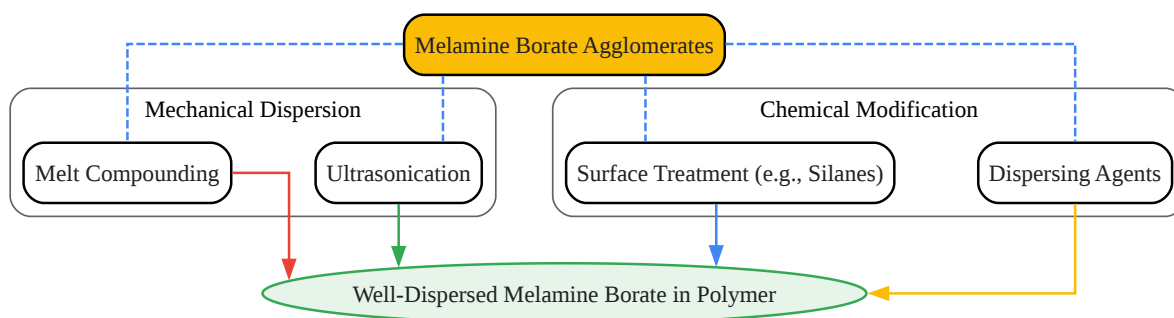 Melamine Borate Agglomerates
Mechanical Dispersion
Chemical Modification
Melt Compounding
Ultrasonication
Surface Treatment (e.g., Silanes)
Dispersing Agents
Well-Dispersed Melamine Borate in Polymer